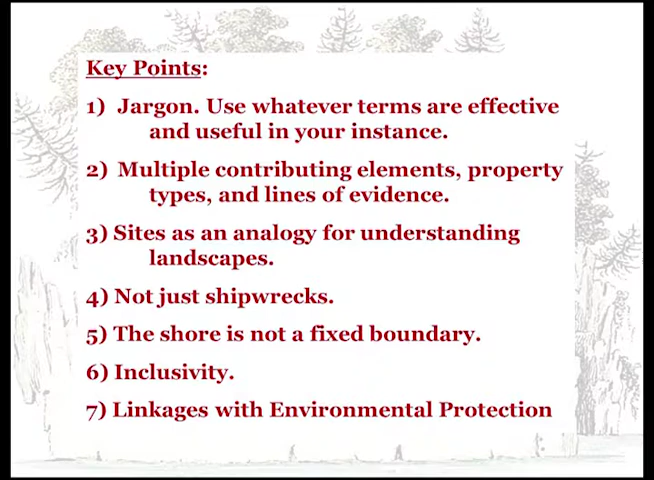 Key Points:
1) Jargon. Use whatever terms are effective
and useful in your instance.
2) Multiple contributing elements, property
types, and lines of evidence.
3) Sites as an analogy for understanding
landscapes.
4) Not just shipwrecks.
5) The shore is not a fixed boundary.
6) Inclusivity.
7) Linkages with Environmental Protection